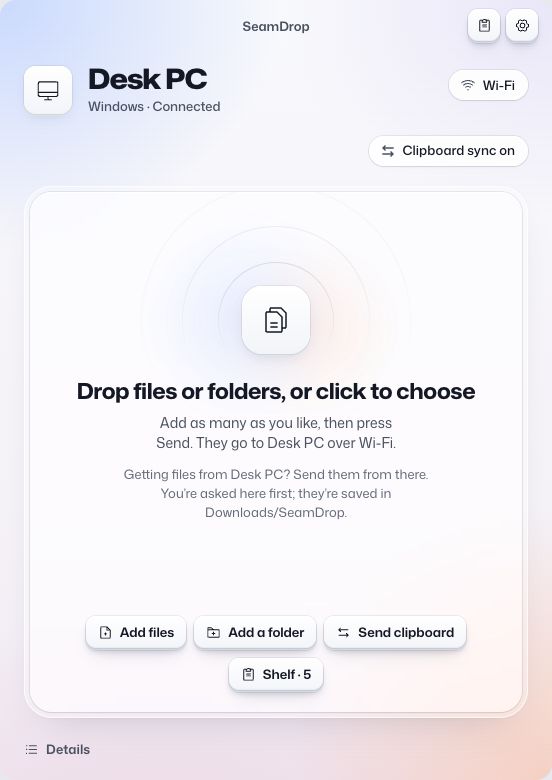 SeamDrop
Desk PC
Windows · Connected
Wi-Fi
Clipboard sync on
Drop files or folders, or click to choose
Add as many as you like, then press
Send. They go to Desk PC over Wi-Fi.
Getting files from Desk PC? Send them from there.
You’re asked here first; they’re saved in
Downloads/SeamDrop.
Add files
Add a folder
Send clipboard
Shelf · 5
Details